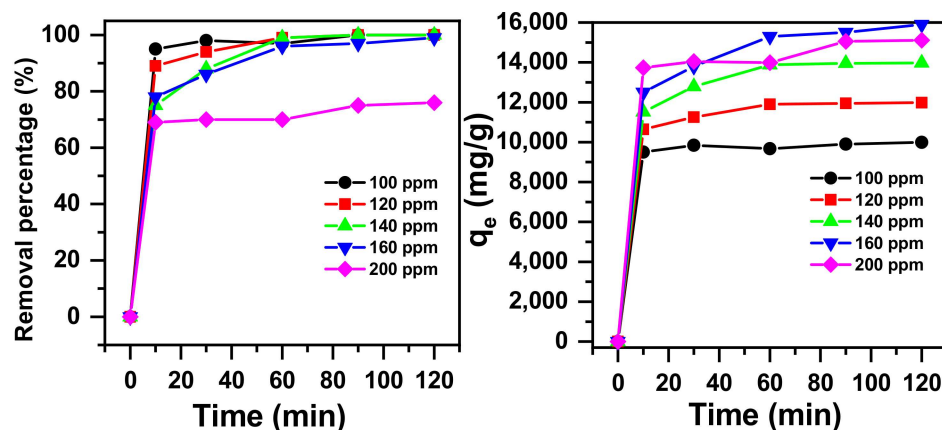 Removal percentage (%)
100
80
60
40
20
0
100 ppm
120 ppm
140 ppm
160 ppm
200 ppm
0 20 40 60 80 100 120
Time (min)
qe (mg/g)
16,000
14,000
12,000
10,000
8,000
6,000
4,000
2,000
0
100 ppm
120 ppm
140 ppm
160 ppm
200 ppm
0 20 40 60 80 100 120
Time (min)